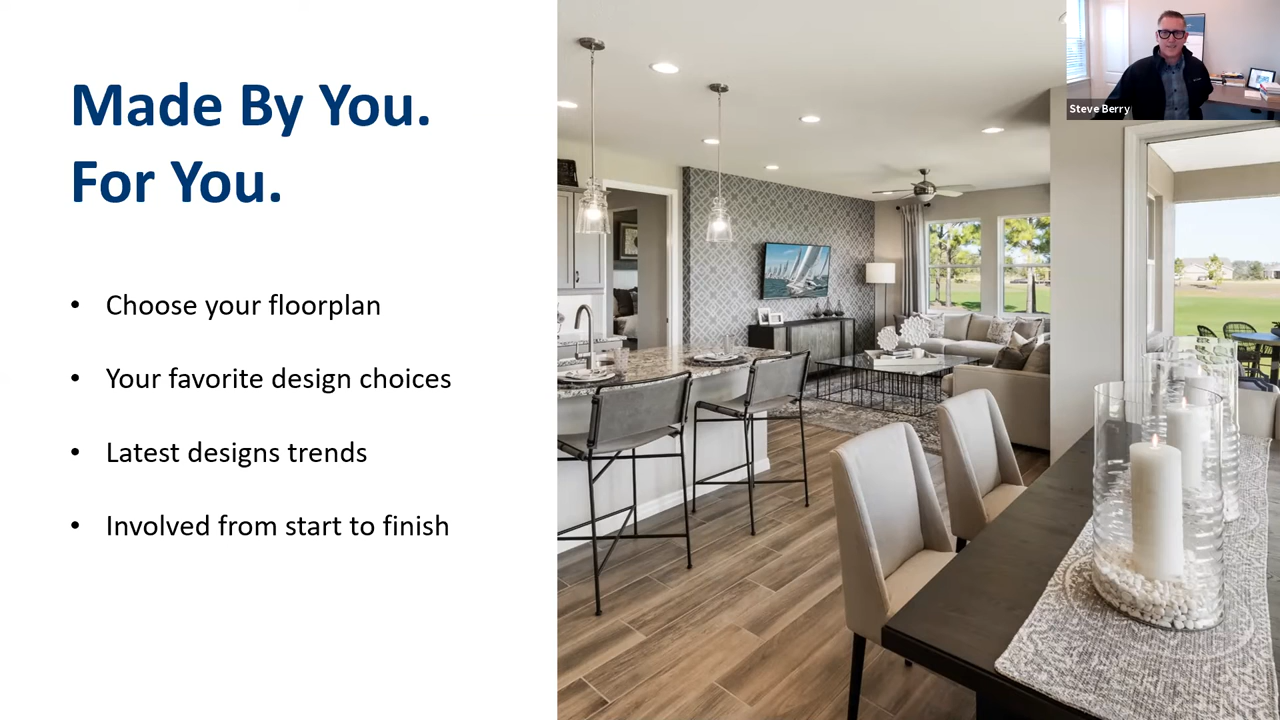 Made By You.
For You.
• Choose your floorplan
• Your favorite design choices
• Latest designs trends
• Involved from start to finish
Steve Berry